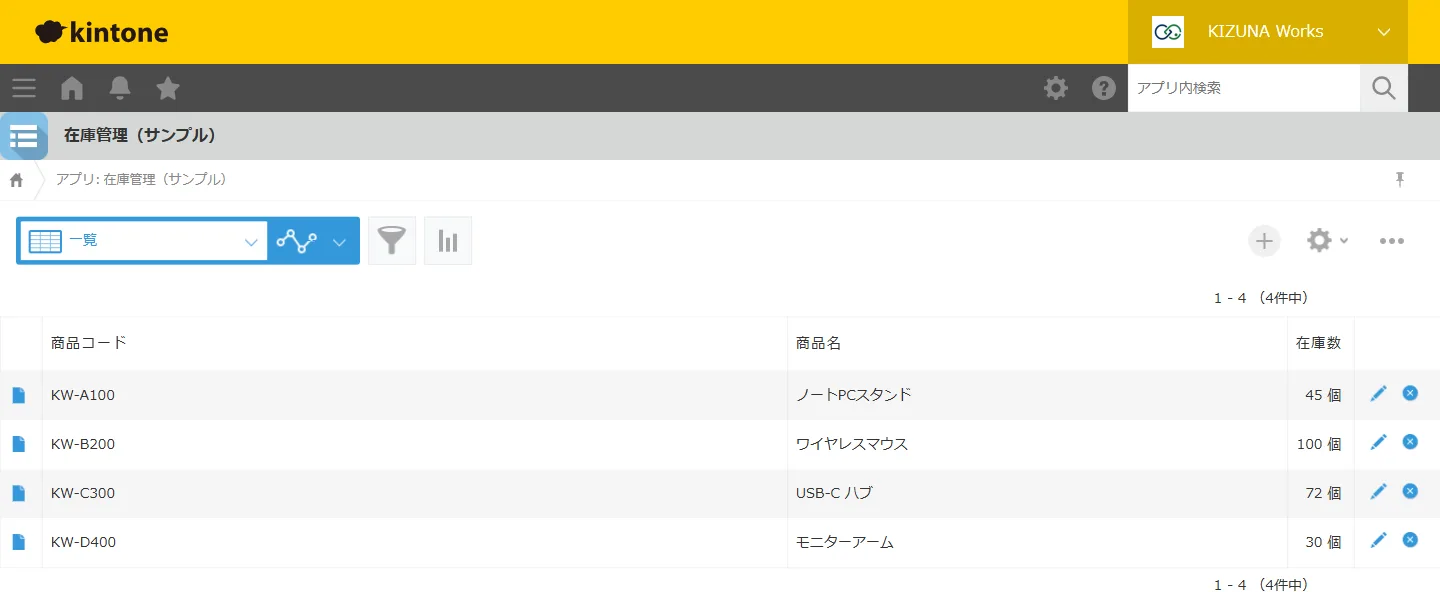 kintone
KIZUNA Works
アプリ内検索
在庫管理（サンプル）
アプリ: 在庫管理（サンプル）
一覧
1 - 4 （4件中）
商品コード 商品名 在庫数
KW-A100 ノートPCスタンド 45 個
KW-B200 ワイヤレスマウス 100 個
KW-C300 USB-C ハブ 72 個
KW-D400 モニターアーム 30 個
1 - 4 （4件中）